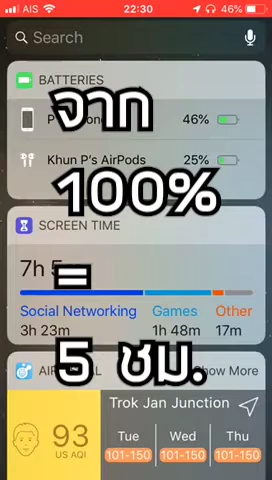 AIS 22:30 46%
Search
BATTERIES
จาก
46%
Khun P's AirPods 25%
100%
SCREEN TIME
7h 5
=
Social Networking Games Other
3h 23m 1h 48m 17m
5 ชม.
Show More
Trok Jan Junction
93
US AQI
Tue Wed Thu
101-150 101-150 101-150